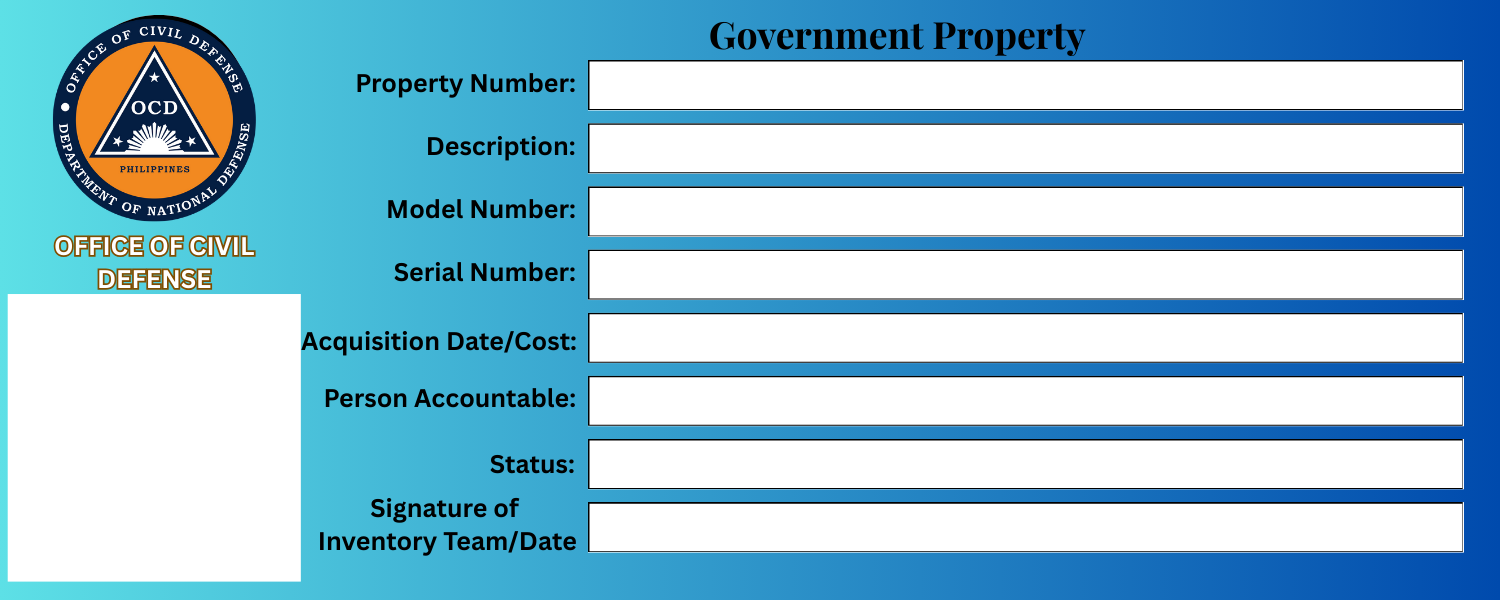 OFFICE OF CIVIL DEFENSE
OCD
PHILIPPINES
DEPARTMENT OF NATIONAL DEFENSE
OFFICE OF CIVIL
DEFENSE
Government Property
Property Number:
Description:
Model Number:
Serial Number:
Acquisition Date/Cost:
Person Accountable:
Status:
Signature of
Inventory Team/Date